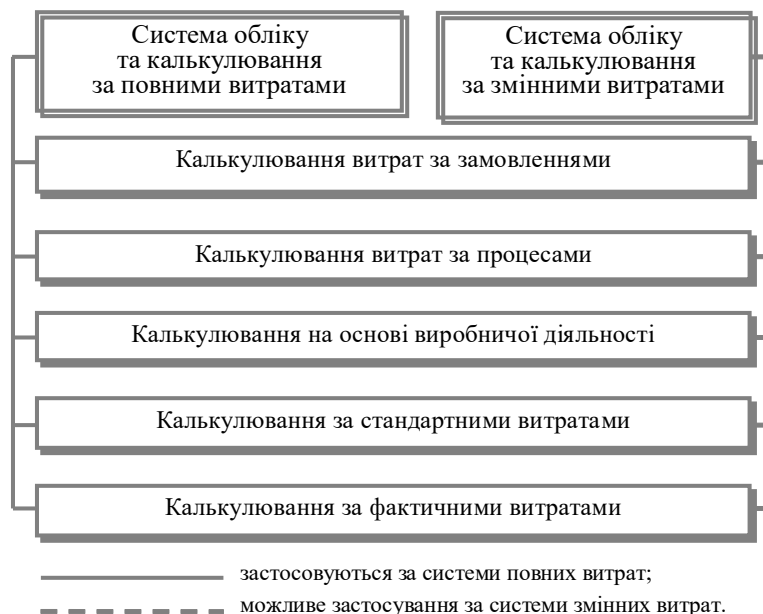 Система обліку
та калькулювання
за повними витратами
Система обліку
та калькулювання
за змінними витратами
Калькулювання витрат за замовленнями
Калькулювання витрат за процесами
Калькулювання на основі виробничої діяльності
Калькулювання за стандартними витратами
Калькулювання за фактичними витратами
застосовуються за системи повних витрат;
можливе застосування за системи змінних витрат.